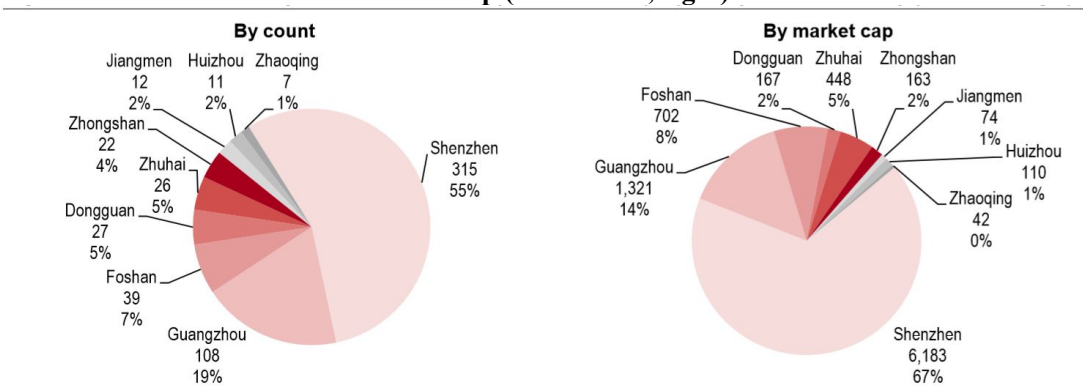 By count
Jiangmen
12
2%
Huizhou
11
2%
Zhaoqing
7
1%
Zhongshan
22
4%
Zhuhai
26
5%
Dongguan
27
5%
Foshan
39
7%
Guangzhou
108
19%
Shenzhen
315
55%
By market cap
Dongguan
167
2%
Zhuhai
448
5%
Zhongshan
163
2%
Foshan
702
8%
Jiangmen
74
1%
Guangzhou
1,321
14%
Huizhou
110
1%
Zhaoqing
42
0%
Shenzhen
6,183
67%